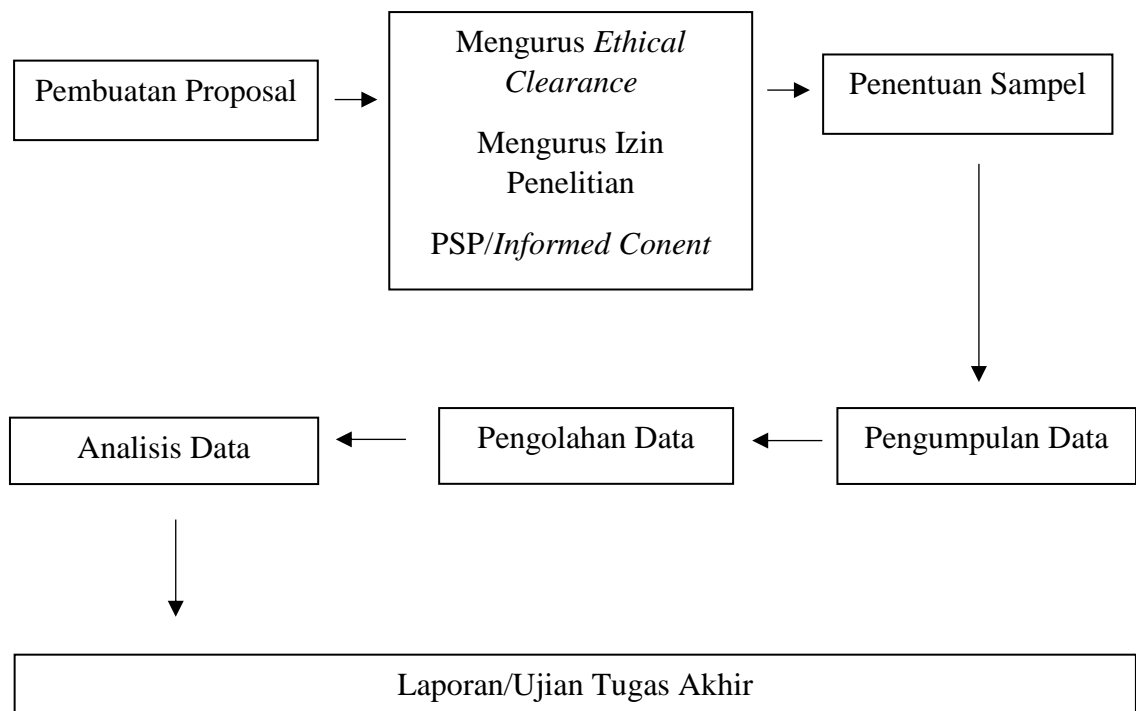 Pembuatan Proposal
Mengurus Ethical
Clearance
Mengurus Izin
Penelitian
PSP/Informed Conent
Penentuan Sampel
Pengumpulan Data
Pengolahan Data
Analisis Data
Laporan/Ujian Tugas Akhir